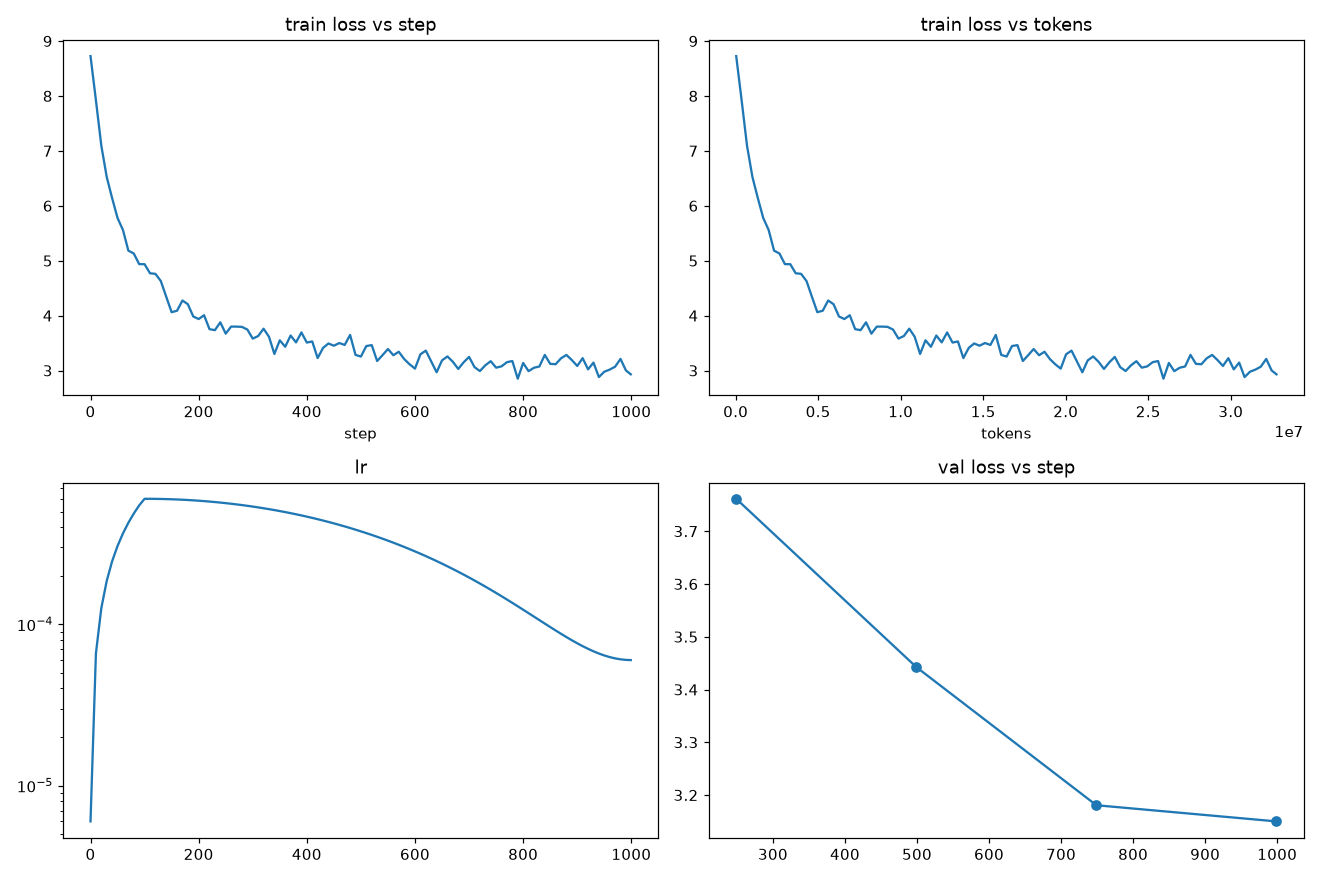 train loss vs step
9
8
7
6
5
4
3
0 200 400 600 800 1000
step
train loss vs tokens
9
8
7
6
5
4
3
0.0 0.5 1.0 1.5 2.0 2.5 3.0
1e7
tokens
lr
10⁻⁴
10⁻⁵
0 200 400 600 800 1000
val loss vs step
3.7
3.6
3.5
3.4
3.3
3.2
300 400 500 600 700 800 900 1000